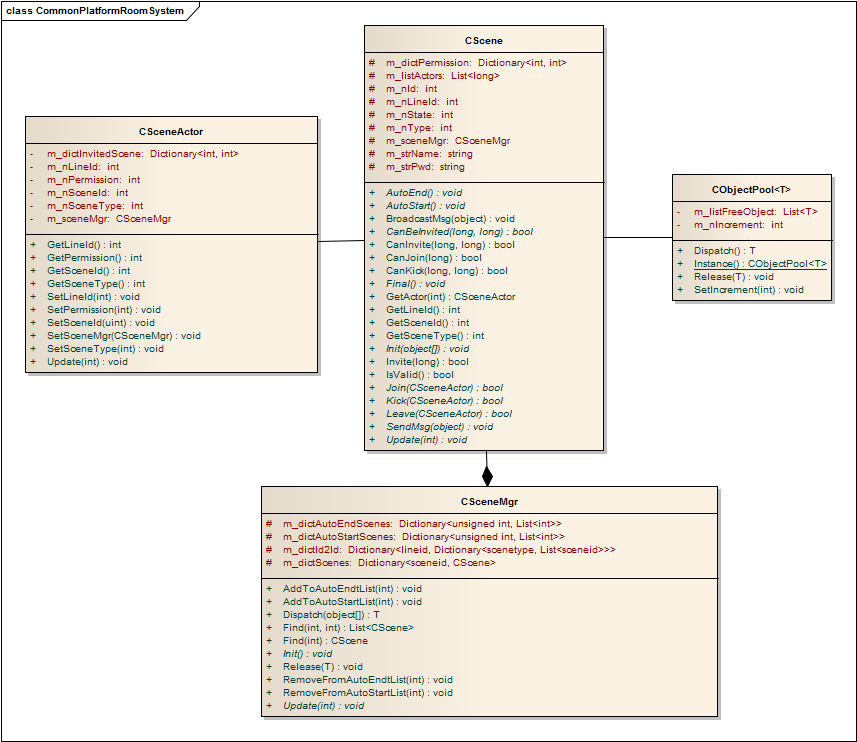 class CommonPlatformRoomSystem
CScene
# m_dictPermission: Dictionary<int, int>
# m_listActors: List<long>
# m_nId: int
# m_nLineId: int
# m_nState: int
# m_nType: int
# m_sceneMgr: CSceneMgr
# m_strName: string
# m_strPwd: string
+ AutoEnd() : void
+ AutoStart() : void
+ BroadcastMsg(object) : void
+ CanBeInvited(long, long) : bool
+ CanInvite(long, long) : bool
+ CanJoin(long) : bool
+ CanKick(long, long) : bool
+ Final() : void
+ GetActor(int) : CSceneActor
+ GetLineId() : int
+ GetSceneId() : int
+ GetSceneType() : int
+ Init(object[]) : void
+ Invite(long) : bool
+ IsValid() : bool
+ Join(CSceneActor) : bool
+ Kick(CSceneActor) : bool
+ Leave(CSceneActor) : bool
+ SendMsg(object) : void
+ Update(int) : void
CSceneActor
- m_dictInvitedScene: Dictionary<int, int>
- m_nLineId: int
- m_nPermission: int
- m_nSceneId: int
- m_nSceneType: int
- m_sceneMgr: CSceneMgr
+ GetLineId() : int
+ GetPermission() : int
+ GetSceneId() : int
+ GetSceneType() : int
+ SetLineId(int) : void
+ SetPermission(int) : void
+ SetSceneId(uint) : void
+ SetSceneMgr(CSceneMgr) : void
+ SetSceneType(int) : void
+ Update(int) : void
CObjectPool<T>
- m_listFreeObject: List<T>
- m_nIncrement: int
+ Dispatch() : T
+ Instance() : CObjectPool<T>
+ Release(T) : void
+ SetIncrement(int) : void
CSceneMgr
# m_dictAutoEndScenes: Dictionary<unsigned int, List<int>>
# m_dictAutoStartScenes: Dictionary<unsigned int, List<int>>
# m_dictId2Id: Dictionary<lineid, Dictionary<scenetype, List<sceneid>>>
# m_dictScenes: Dictionary<sceneid, CScene>
+ AddToAutoEndtList(int) : void
+ AddToAutoStartList(int) : void
+ Dispatch(object[]) : T
+ Find(int, int) : List<CScene>
+ Find(int) : CScene
+ Init() : void
+ Release(T) : void
+ RemoveFromAutoEndtList(int) : void
+ RemoveFromAutoStartList(int) : void
+ Update(int) : void